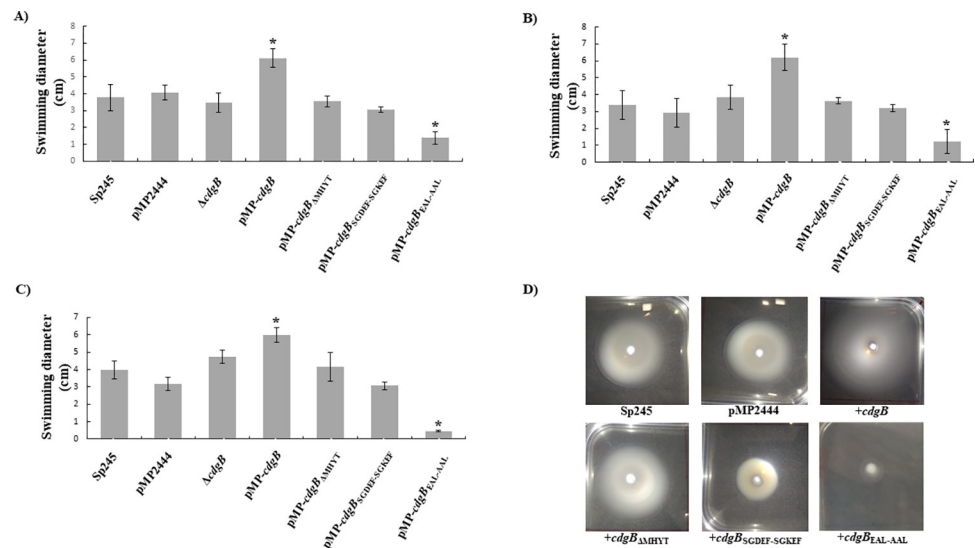 A)
Swimming diameter
(cm)
8
7
6
5
4
3
2
1
0
*
*
Sp245
pMP2444
ΔcdgB
pMP-cdgB
pMP-cdgBΔMHYT
pMP-cdgBSGDEF-SGKEF
pMP-cdgBEAL-AAL
B)
Swimming diameter
(cm)
8
7
6
5
4
3
2
1
0
*
*
Sp245
pMP2444
ΔcdgB
pMP-cdgB
pMP-cdgBΔMHYT
pMP-cdgBSGDEF-SGKEF
pMP-cdgBEAL-AAL
C)
Swimming diameter
(cm)
7
6
5
4
3
2
1
0
*
*
Sp245
pMP2444
ΔcdgB
pMP-cdgB
pMP-cdgBΔMHYT
pMP-cdgBSGDEF-SGKEF
pMP-cdgBEAL-AAL
D)
Sp245 pMP2444 +cdgB
+cdgBΔMHYT +cdgBSGDEF-SGKEF +cdgBEAL-AAL